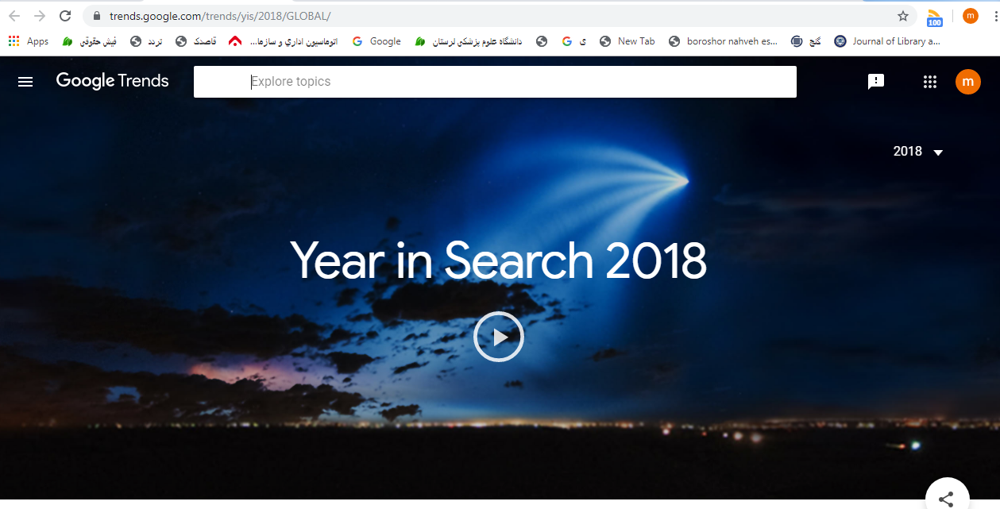 trends.google.com/trends/yis/2018/GLOBAL/
100
m
Apps فیش حقوقی تردد قاصدک اتوماسیون اداري و سازما... Google دانشگاه علوم پزشکی لرستان ی New Tab boroshor nahveh es... گنج Journal of Library a...
Google Trends Explore topics m
2018
Year in Search 2018